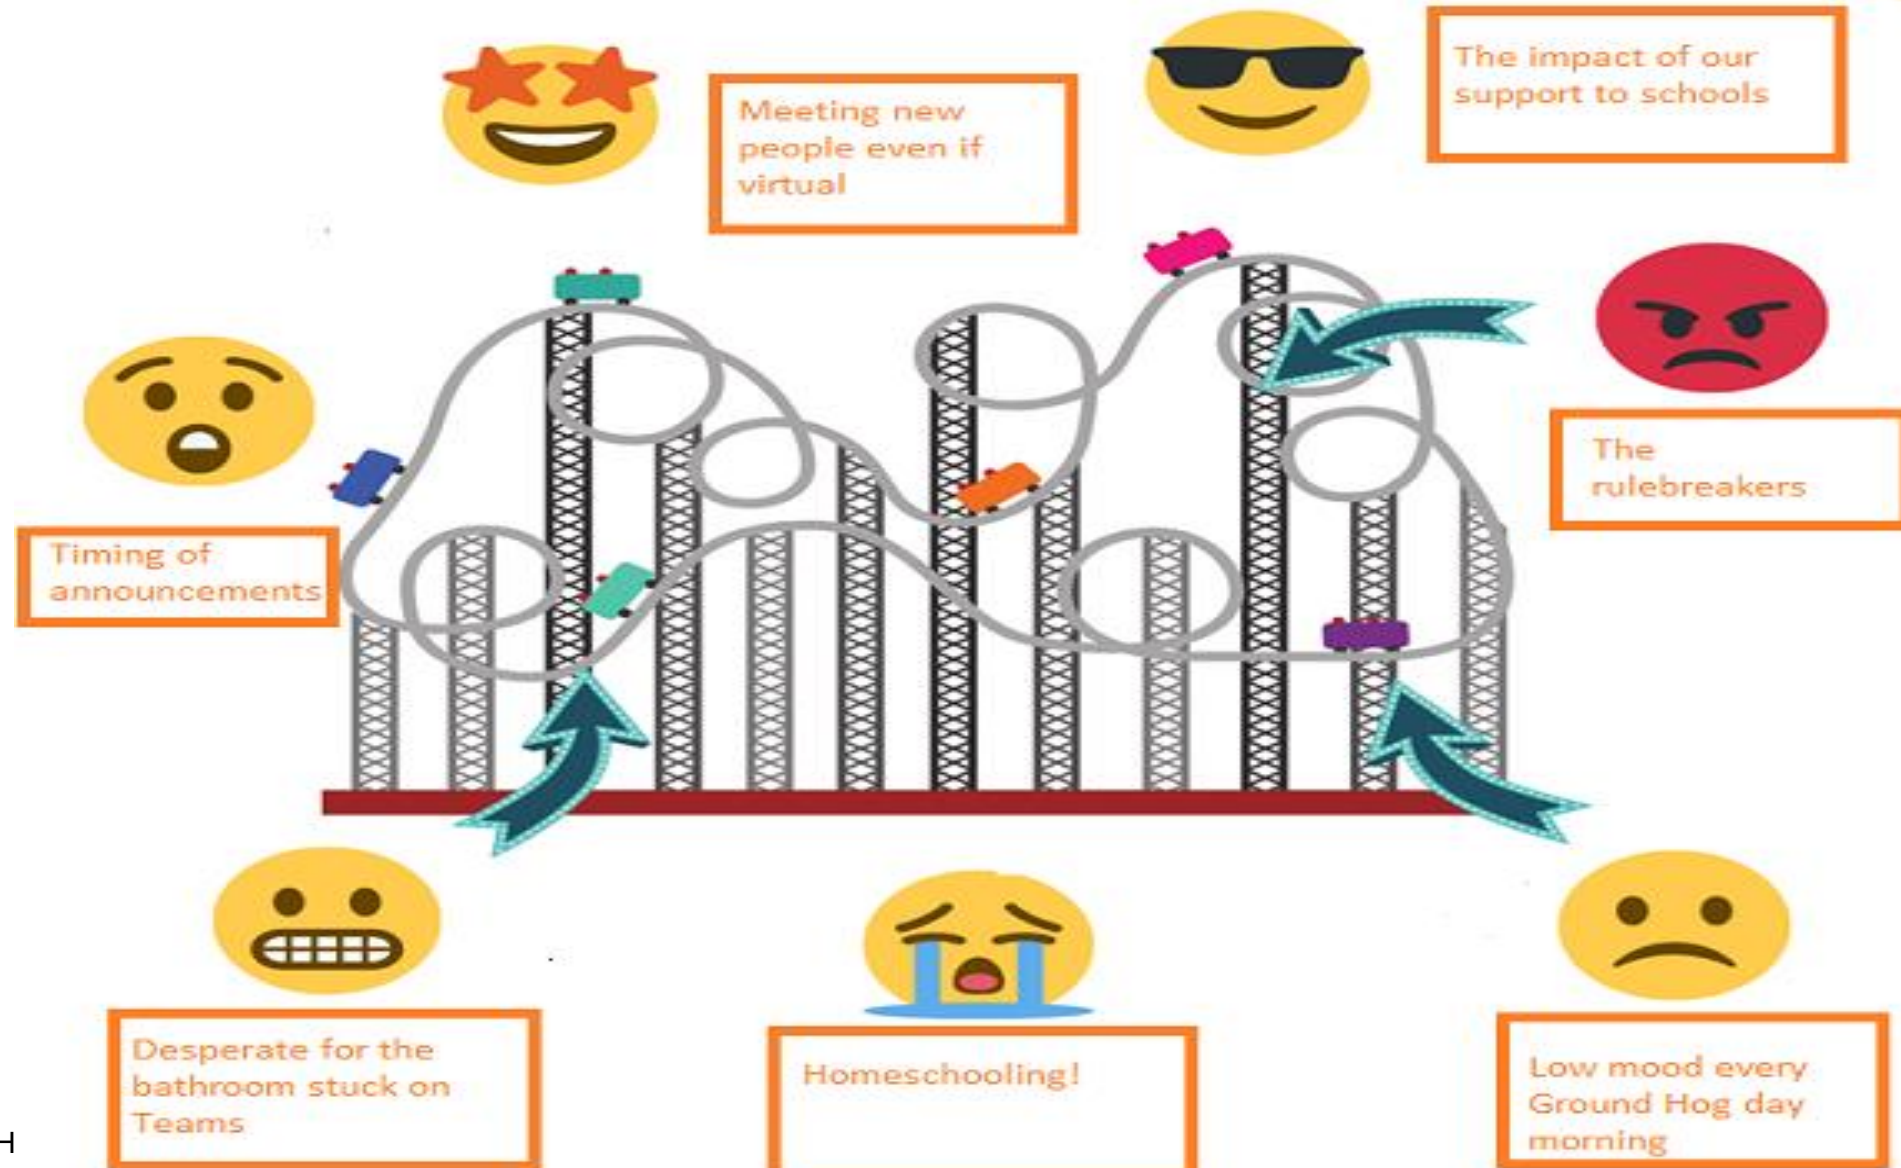 Meeting new
people even if
virtual
The impact of our
support to schools
Timing of
announcements
The
rulebreakers
Desperate for the
bathroom stuck on
Teams
Homeschooling!
Low mood every
Ground Hog day
morning
H